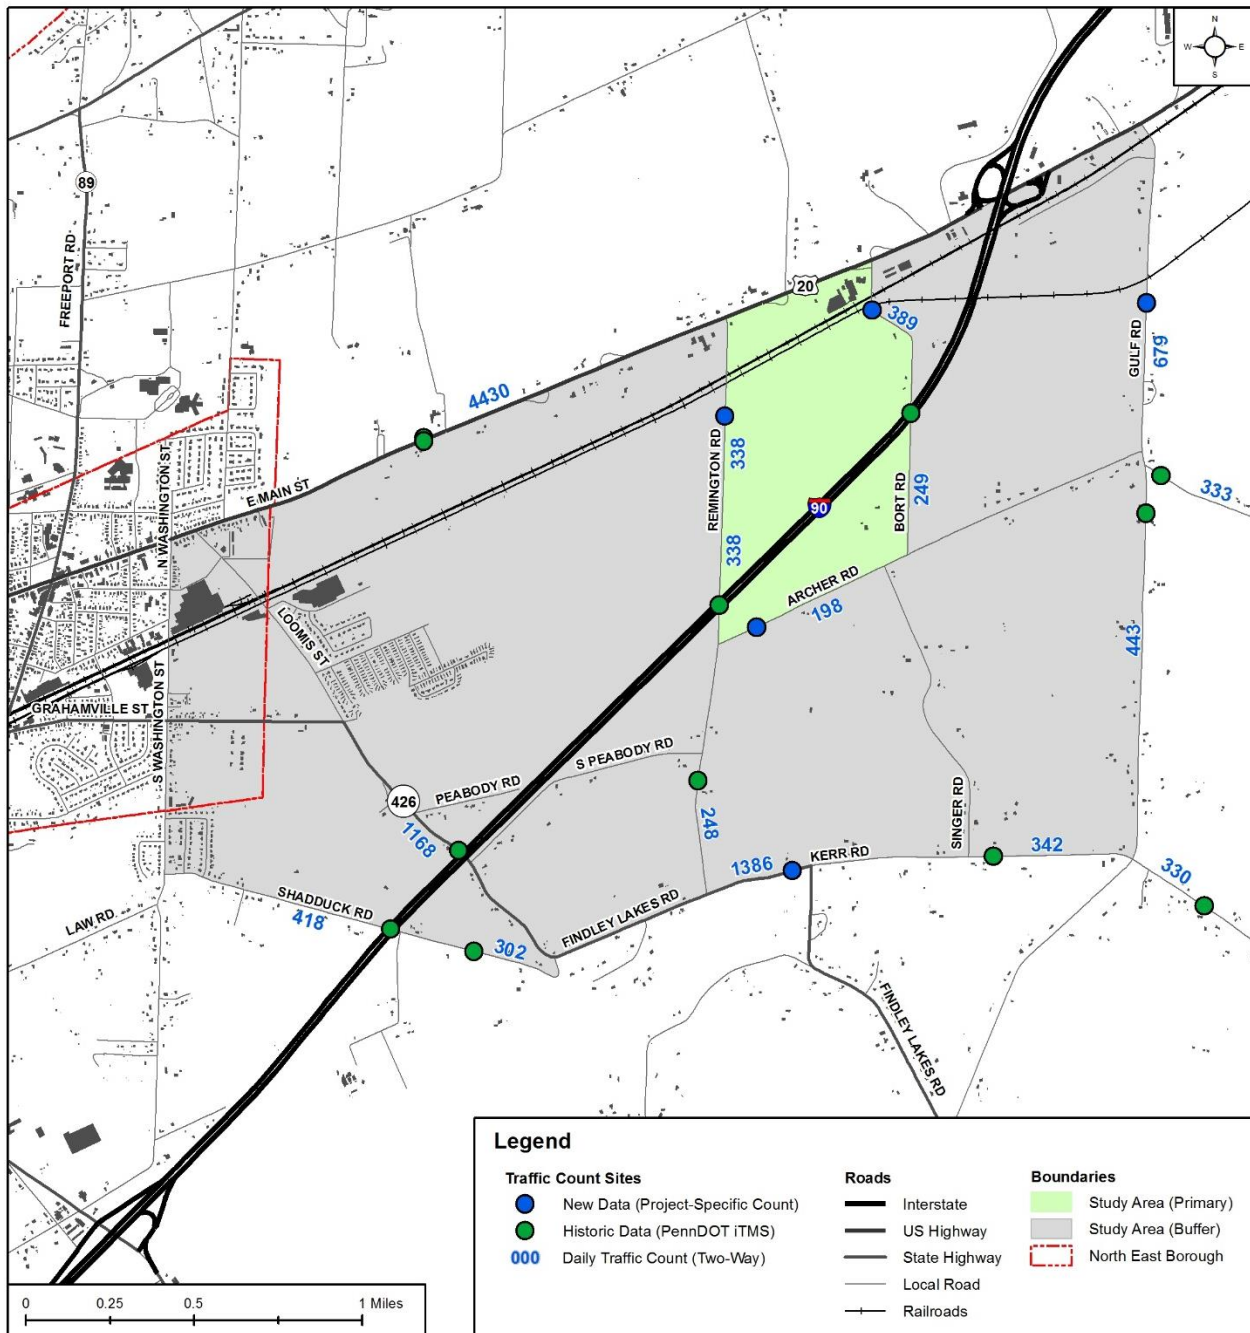 N
W E
S
89
FREEPORT RD
20
389
GULF RD
679
4430
N WASHINGTON ST
E MAIN ST
REMINGTON RD
338
90
BORT RD
249
333
338
ARCHER RD
198
LOOMIS ST
443
GRAHAMVILLE ST
S WASHINGTON ST
S PEABODY RD
PEABODY RD
426
1168
248
SINGER RD
342
1386
KERR RD
330
SHADDUCK RD
418
LAW RD
302
FINDLEY LAKES RD
FINDLEY LAKES RD
Legend
Traffic Count Sites
New Data (Project-Specific Count)
Historic Data (PennDOT iTMS)
000 Daily Traffic Count (Two-Way)
Roads
Interstate
US Highway
State Highway
Local Road
Railroads
Boundaries
Study Area (Primary)
Study Area (Buffer)
North East Borough
0 0.25 0.5 1 Miles